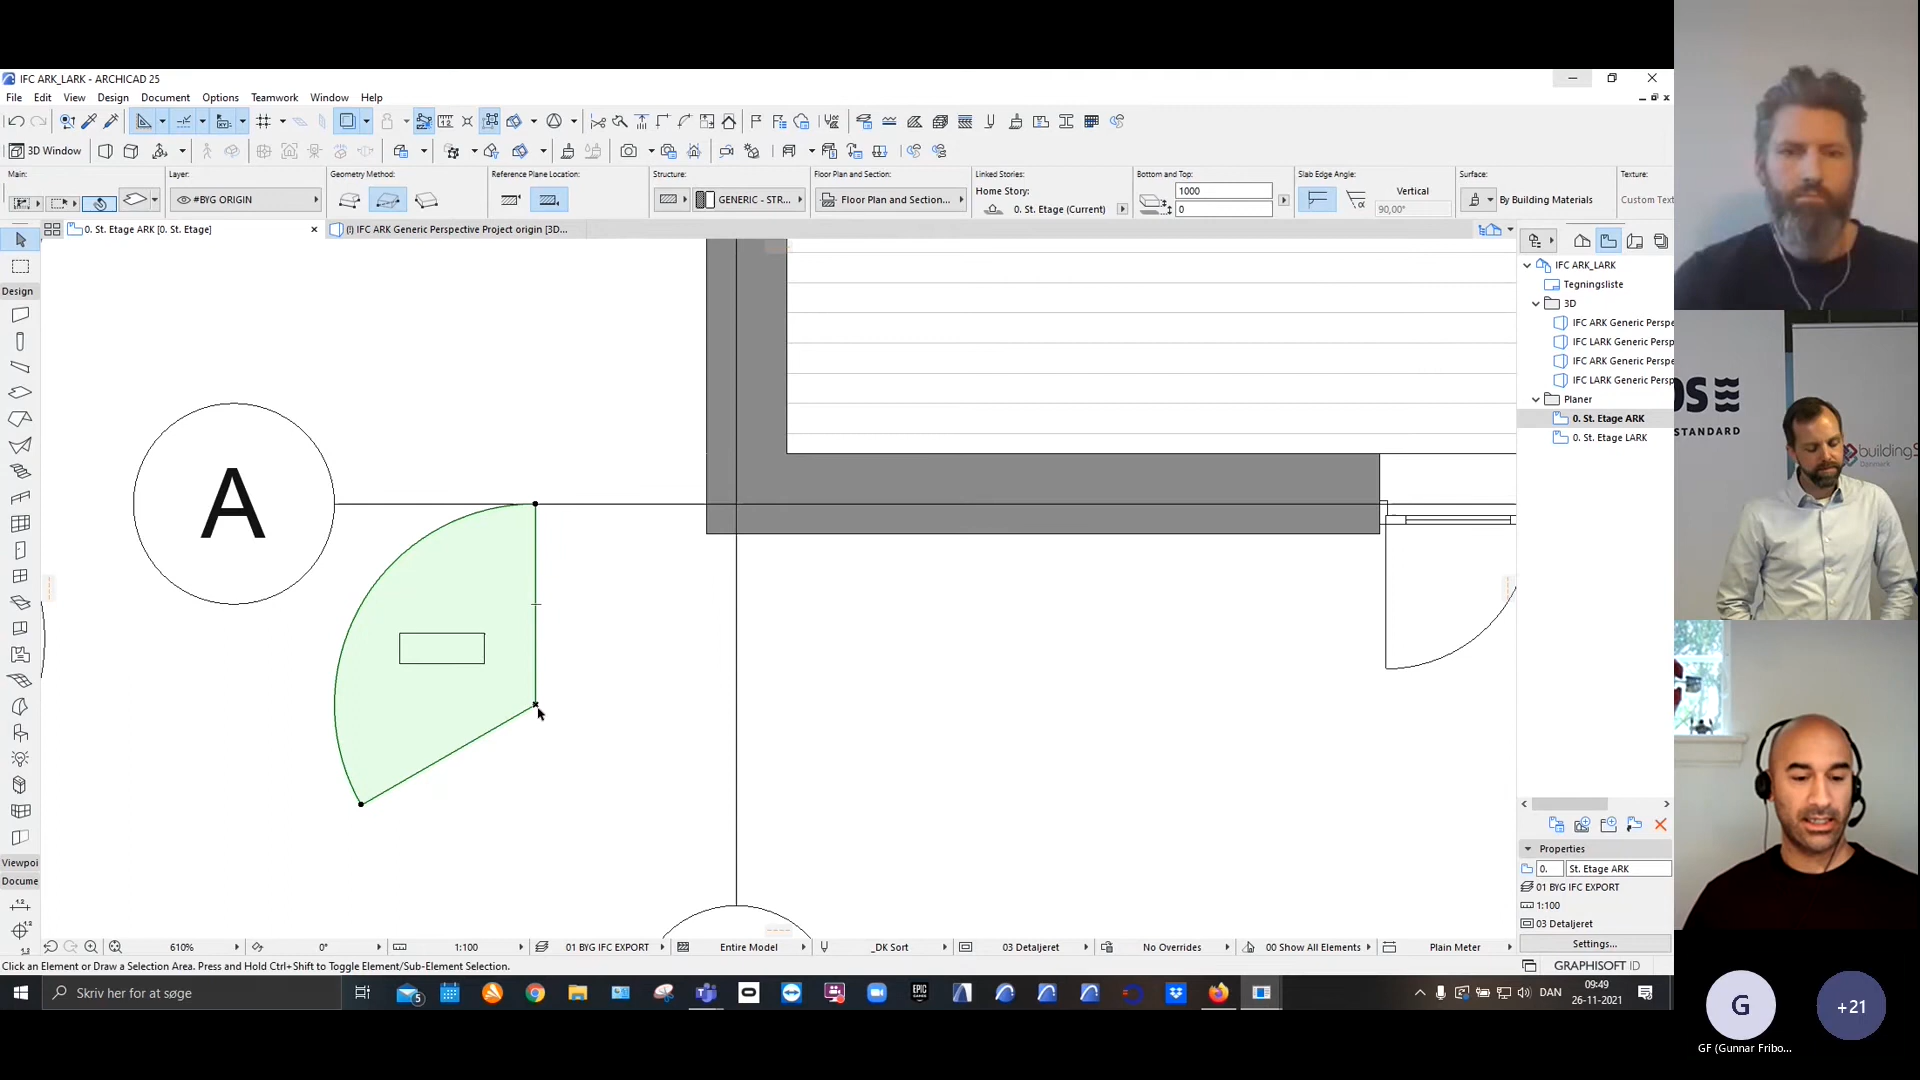 IFC ARK_LARK - ARCHICAD 25
File Edit View Design Document Options Teamwork Window Help
3D Window
Main:
Layer:
Geometry Method:
Reference Plane Location:
Structure:
Floor Plan and Section:
Linked Stories:
Bottom and Top:
Slab Edge Angle:
Surface:
Texture:
#BYG ORIGIN
GENERIC - STR...
Floor Plan and Section...
Home Story:
0. St. Etage (Current)
1000
0
Vertical
90,00°
By Building Materials
Custom Text
0. St. Etage ARK [0. St. Etage]
(!) IFC ARK Generic Perspective Project origin [3D...
Design
Viewpoi
Docume
A
IFC ARK_LARK
Tegningsliste
3D
IFC ARK Generic Perspe
IFC LARK Generic Persp
IFC ARK Generic Perspe
IFC LARK Generic Persp
Planer
0. St. Etage ARK
0. St. Etage LARK
Properties
0. St. Etage ARK
01 BYG IFC EXPORT
1:100
03 Detaljeret
Settings...
610% 0° 1:100 01 BYG IFC EXPORT Entire Model _DK Sort 03 Detaljeret No Overrides 00 Show All Elements Plain Meter
Click an Element or Draw a Selection Area. Press and Hold Ctrl+Shift to Toggle Element/Sub-Element Selection.
GRAPHISOFT ID
Skriv her for at søge
5
EPIC
DAN
09:49
26-11-2021
OS
STANDARD
buildingS
Danmark
G
+21
GF (Gunnar Fribo...